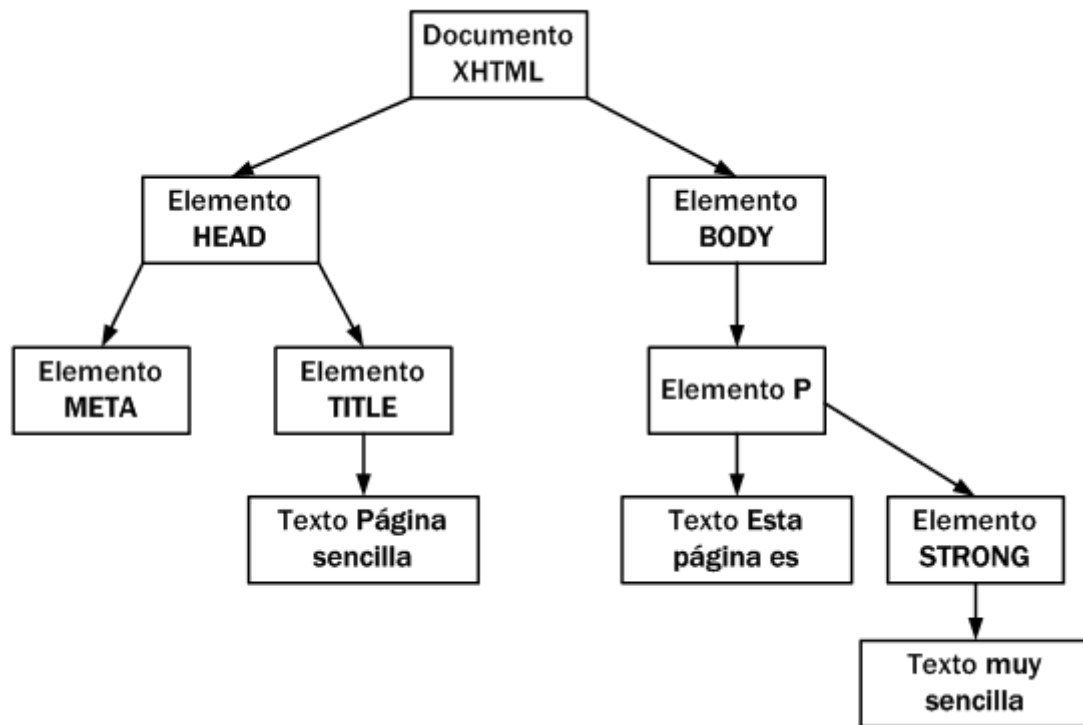 Documento
XHTML
Elemento
HEAD
Elemento
BODY
Elemento
META
Elemento
TITLE
Elemento P
Texto Página
sencilla
Texto Esta
página es
Elemento
STRONG
Texto muy
sencilla